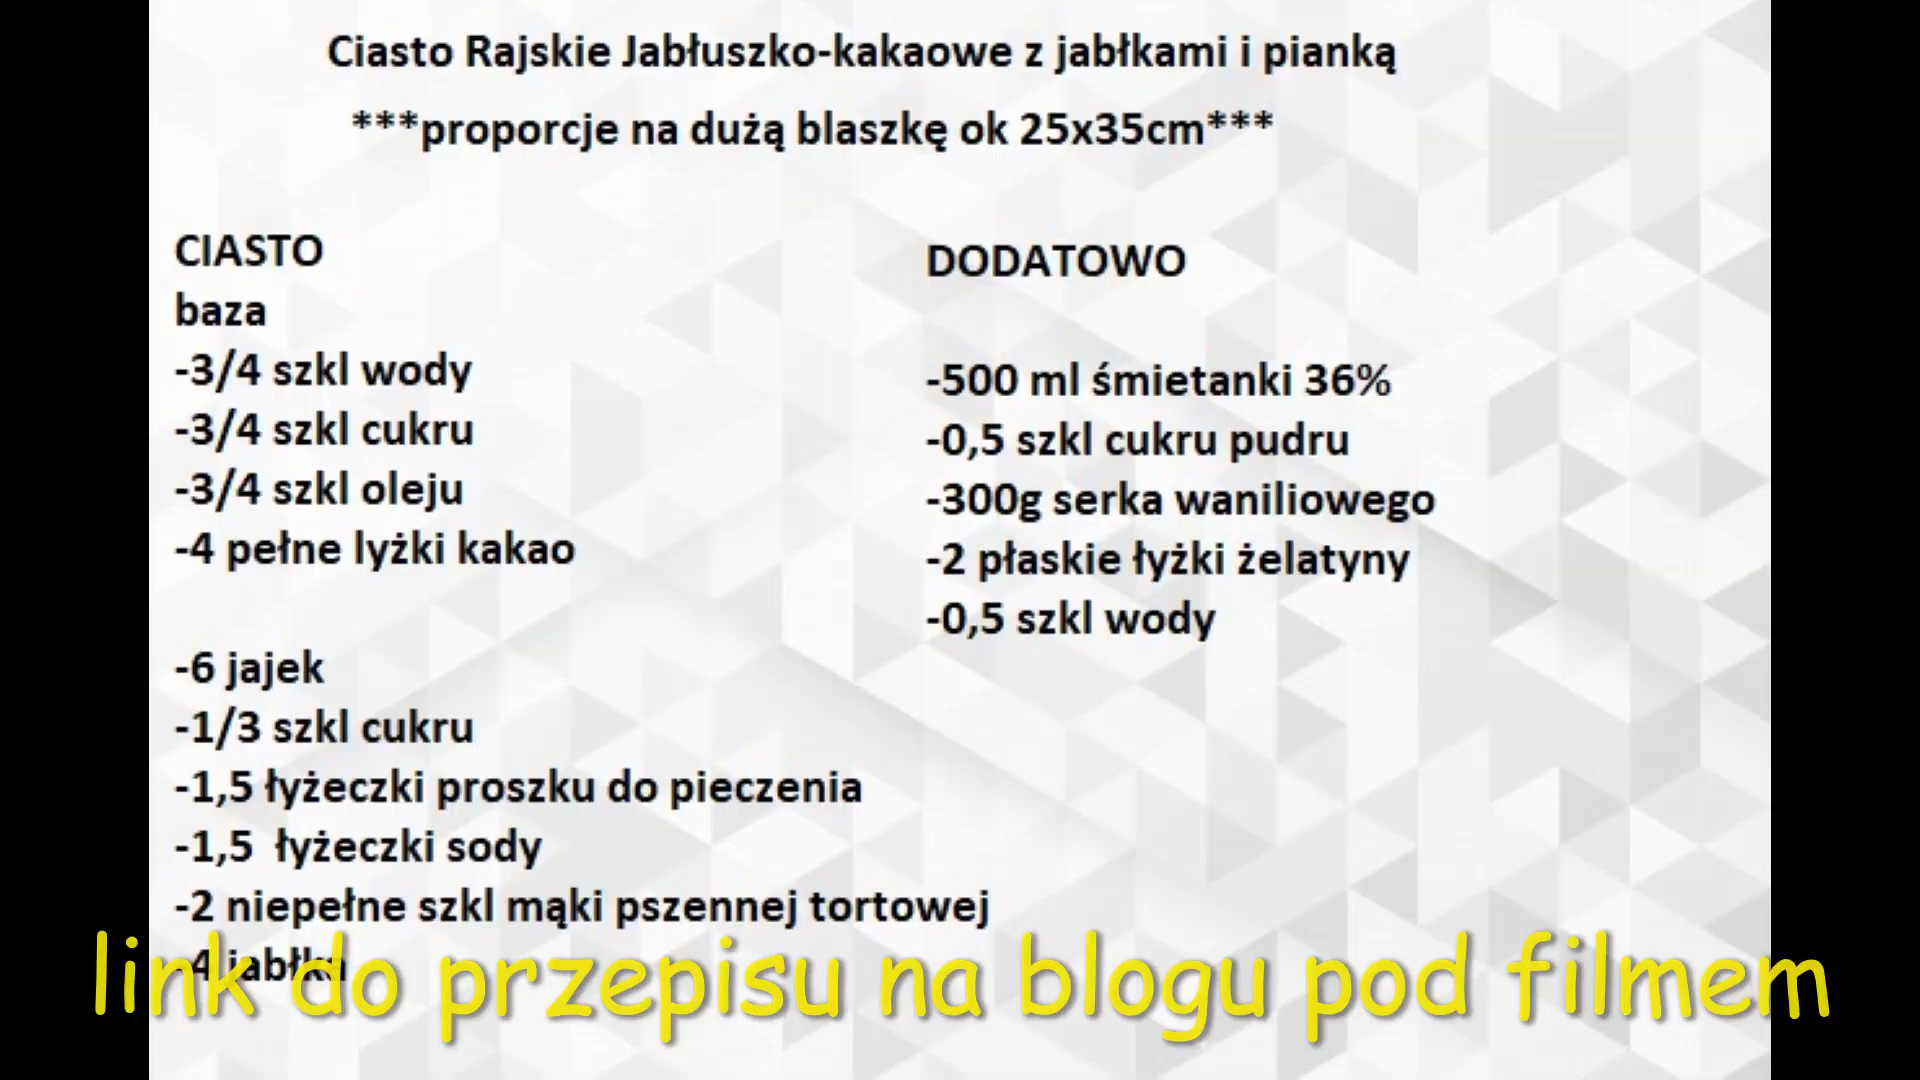 Ciasto Rajskie Jabłuszko-kakaowe z jabłkami i pianką
***proporcje na dużą blaszkę ok 25x35cm***
CIASTO
baza
-3/4 szkl wody
-3/4 szkl cukru
-3/4 szkl oleju
-4 pełne lyżki kakao
-6 jajek
-1/3 szkl cukru
-1,5 łyżeczki proszku do pieczenia
-1,5  łyżeczki sody
-2 niepełne szkl mąki pszennej tortowej
-4 jabłka
DODATOWO
-500 ml śmietanki 36%
-0,5 szkl cukru pudru
-300g serka waniliowego
-2 płaskie łyżki żelatyny
-0,5 szkl wody
link do przepisu na blogu pod filmem